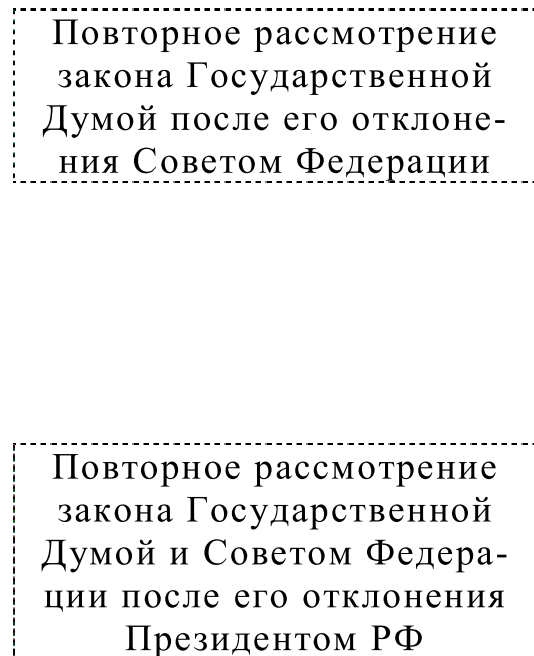 Повторное рассмотрение
закона Государственной
Думой после его отклоне-
ния Советом Федерации
Повторное рассмотрение
закона Государственной
Думой и Советом Федера-
ции после его отклонения
Президентом РФ